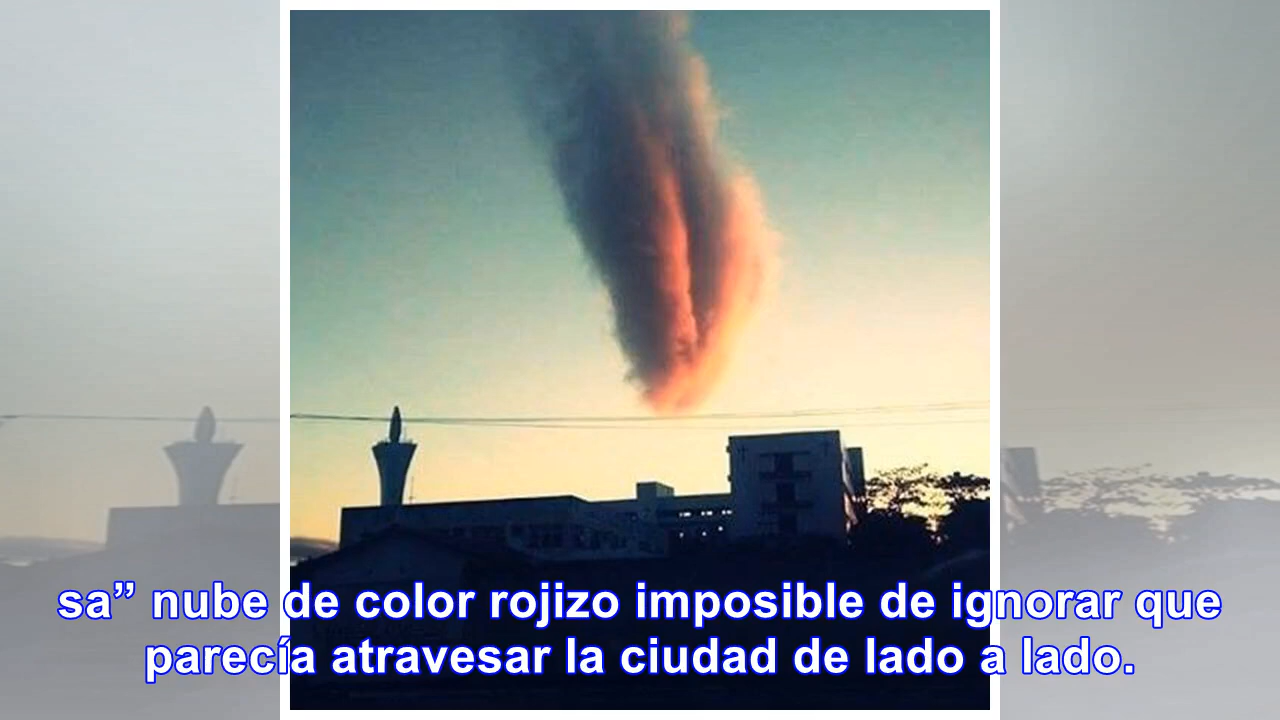 sa” nube de color rojizo imposible de ignorar que
parecía atravesar la ciudad de lado a lado.